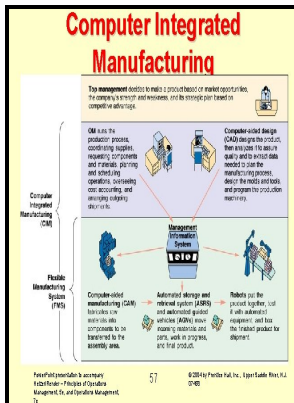 Computer Integrated
Manufacturing
Top management decides to make a product based on market opportunities,
the company's strength and weakness, and its strategic plan based on
competitive advantage.
OM runs the
production process,
coordinating supplies,
requesting components
and materials, planning
and scheduling
operations, overseeing
cost accounting, and
arranging outgoing
shipments.
Computer-aided design
(CAD) designs the product,
then analyzes it to assure
quality and to extract data
needed to plan the
manufacturing process,
design the molds and tools,
and program the production
machinery.
Computer
Integrated
Manufacturing
(CIM)
Management
Information
System
Flexible
Manufacturing
System
(FMS)
Computer-aided
manufacturing (CAM)
fabricates raw
materials into
components to be
transferred to the
assembly area.
Automated storage and
retrieval system (ASRS)
and automated guided
vehicles (AGVs) move
incoming materials and
parts, work in progress,
and final product.
Robots put the
product together, test
it with automated
equipment, and box
the finished product for
shipment.
PowerPoint presentation to accompany
Heizer/Render – Principles of Operations
Management, 5e, and Operations Management,
7e
57
© 2004 by Prentice Hall, Inc., Upper Saddle River, N.J.
07458